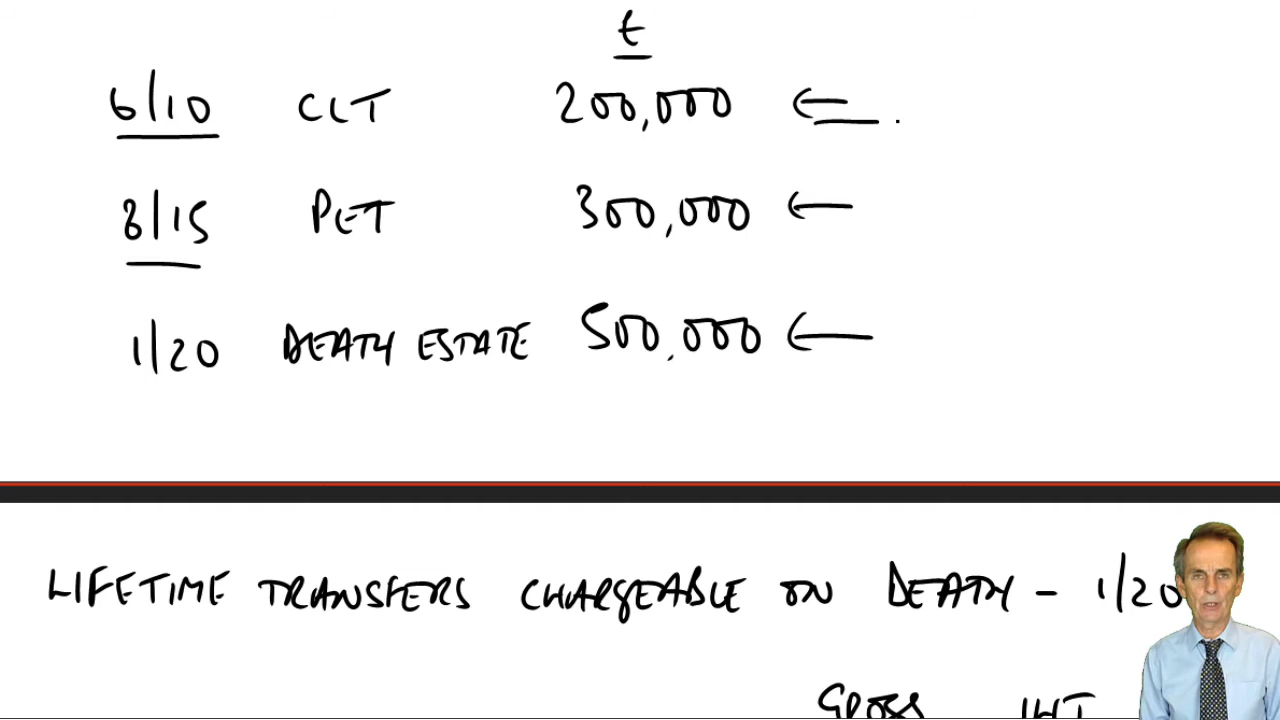 £
6/10 CLT 200,000 ←
8/15 PET 300,000 ←
1/20 DEATH ESTATE 500,000 ←
LIFETIME TRANSFERS CHARGEABLE ON DEATH - 1/20
GROSS IHT